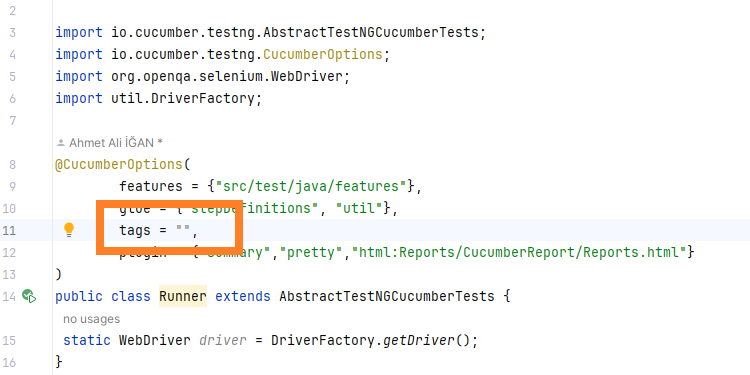 2
3 import io.cucumber.testng.AbstractTestNGCucumberTests;
4 import io.cucumber.testng.CucumberOptions;
5 import org.openqa.selenium.WebDriver;
6 import util.DriverFactory;
7
Ahmet Ali İĞAN *
8 @CucumberOptions(
9 features = {"src/test/java/features"},
10 glue = {"stepDefinitions", "util"},
11 tags = "",
12 plugin = {"summary","pretty","html:Reports/CucumberReport/Reports.html"}
13 )
14 public class Runner extends AbstractTestNGCucumberTests {
no usages
15 static WebDriver driver = DriverFactory.getDriver();
16 }